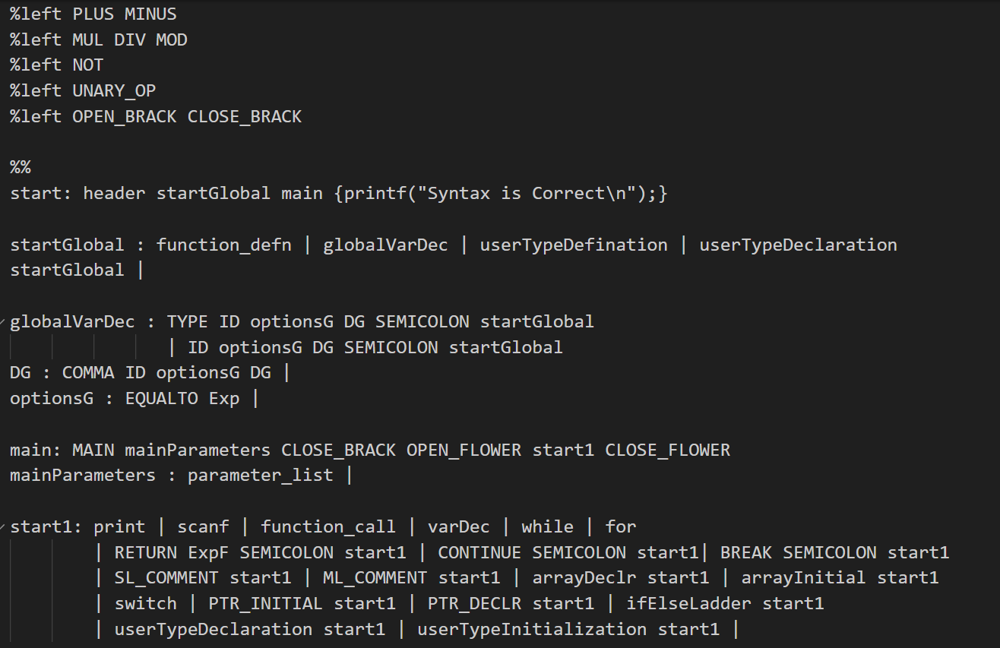 %left PLUS MINUS
%left MUL DIV MOD
%left NOT
%left UNARY_OP
%left OPEN_BRACK CLOSE_BRACK
%%
start: header startGlobal main {printf("Syntax is Correct\n");}
startGlobal : function_defn | globalVarDec | userTypeDefination | userTypeDeclaration
startGlobal |
globalVarDec : TYPE ID optionsG DG SEMICOLON startGlobal
| ID optionsG DG SEMICOLON startGlobal
DG : COMMA ID optionsG DG |
optionsG : EQUALTO Exp |
main: MAIN mainParameters CLOSE_BRACK OPEN_FLOWER start1 CLOSE_FLOWER
mainParameters : parameter_list |
start1: print | scanf | function_call | varDec | while | for
| RETURN ExpF SEMICOLON start1 | CONTINUE SEMICOLON start1| BREAK SEMICOLON start1
| SL_COMMENT start1 | ML_COMMENT start1 | arrayDeclr start1 | arrayInitial start1
| switch | PTR_INITIAL start1 | PTR_DECLR start1 | ifElseLadder start1
| userTypeDeclaration start1 | userTypeInitialization start1 |